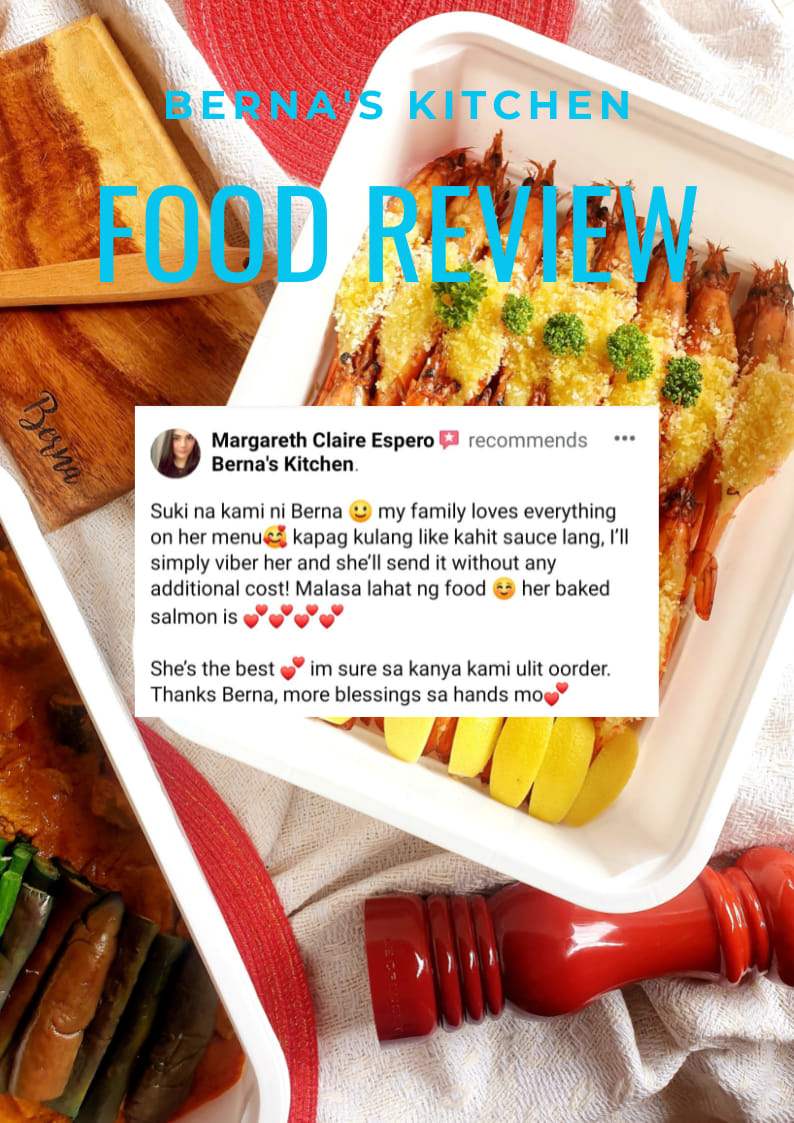 BERNA'S KITCHEN
FOOD REVIEW
Berna
Margareth Claire Espero recommends
Berna's Kitchen.
Suki na kami ni Berna 🙂 my family loves everything
on her menu🥰 kapag kulang like kahit sauce lang, I’ll
simply viber her and she’ll send it without any
additional cost! Malasa lahat ng food ☺️ her baked
salmon is 💕💕💕💕
She’s the best 💕 im sure sa kanya kami ulit oorder.
Thanks Berna, more blessings sa hands mo💕